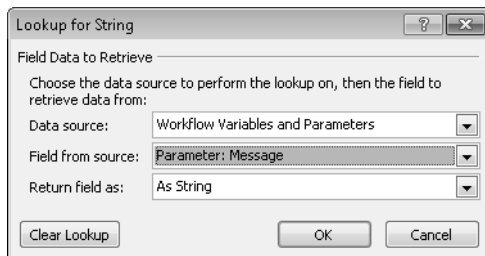 Lookup for String
Field Data to Retrieve
Choose the data source to perform the lookup on, then the field to
retrieve data from:
Data source: Workflow Variables and Parameters
Field from source: Parameter: Message
Return field as: As String
Clear Lookup OK Cancel